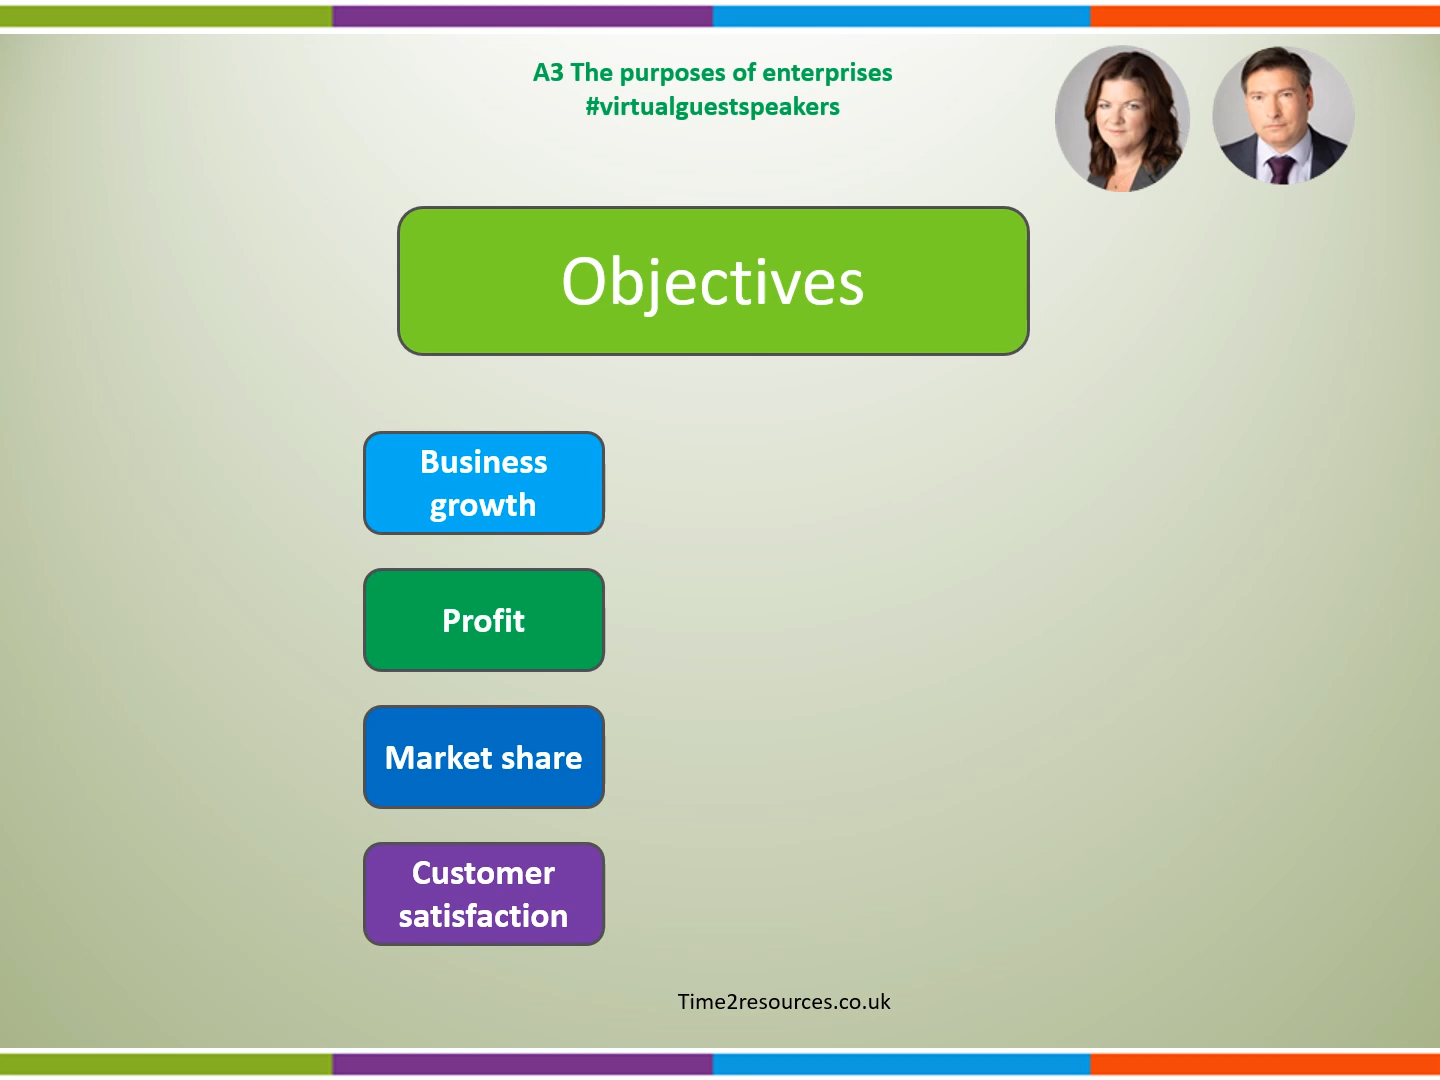 A3 The purposes of enterprises
#virtualguestspeakers
Objectives
Business
growth
Profit
Market share
Customer
satisfaction
Time2resources.co.uk